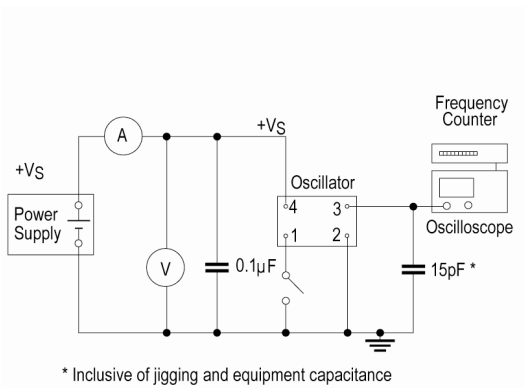 Frequency
Counter
+VS
A
+VS
Oscillator
Power
Supply
4
3
1
2
Oscilloscope
V
0.1µF
15pF *
* Inclusive of jigging and equipment capacitance